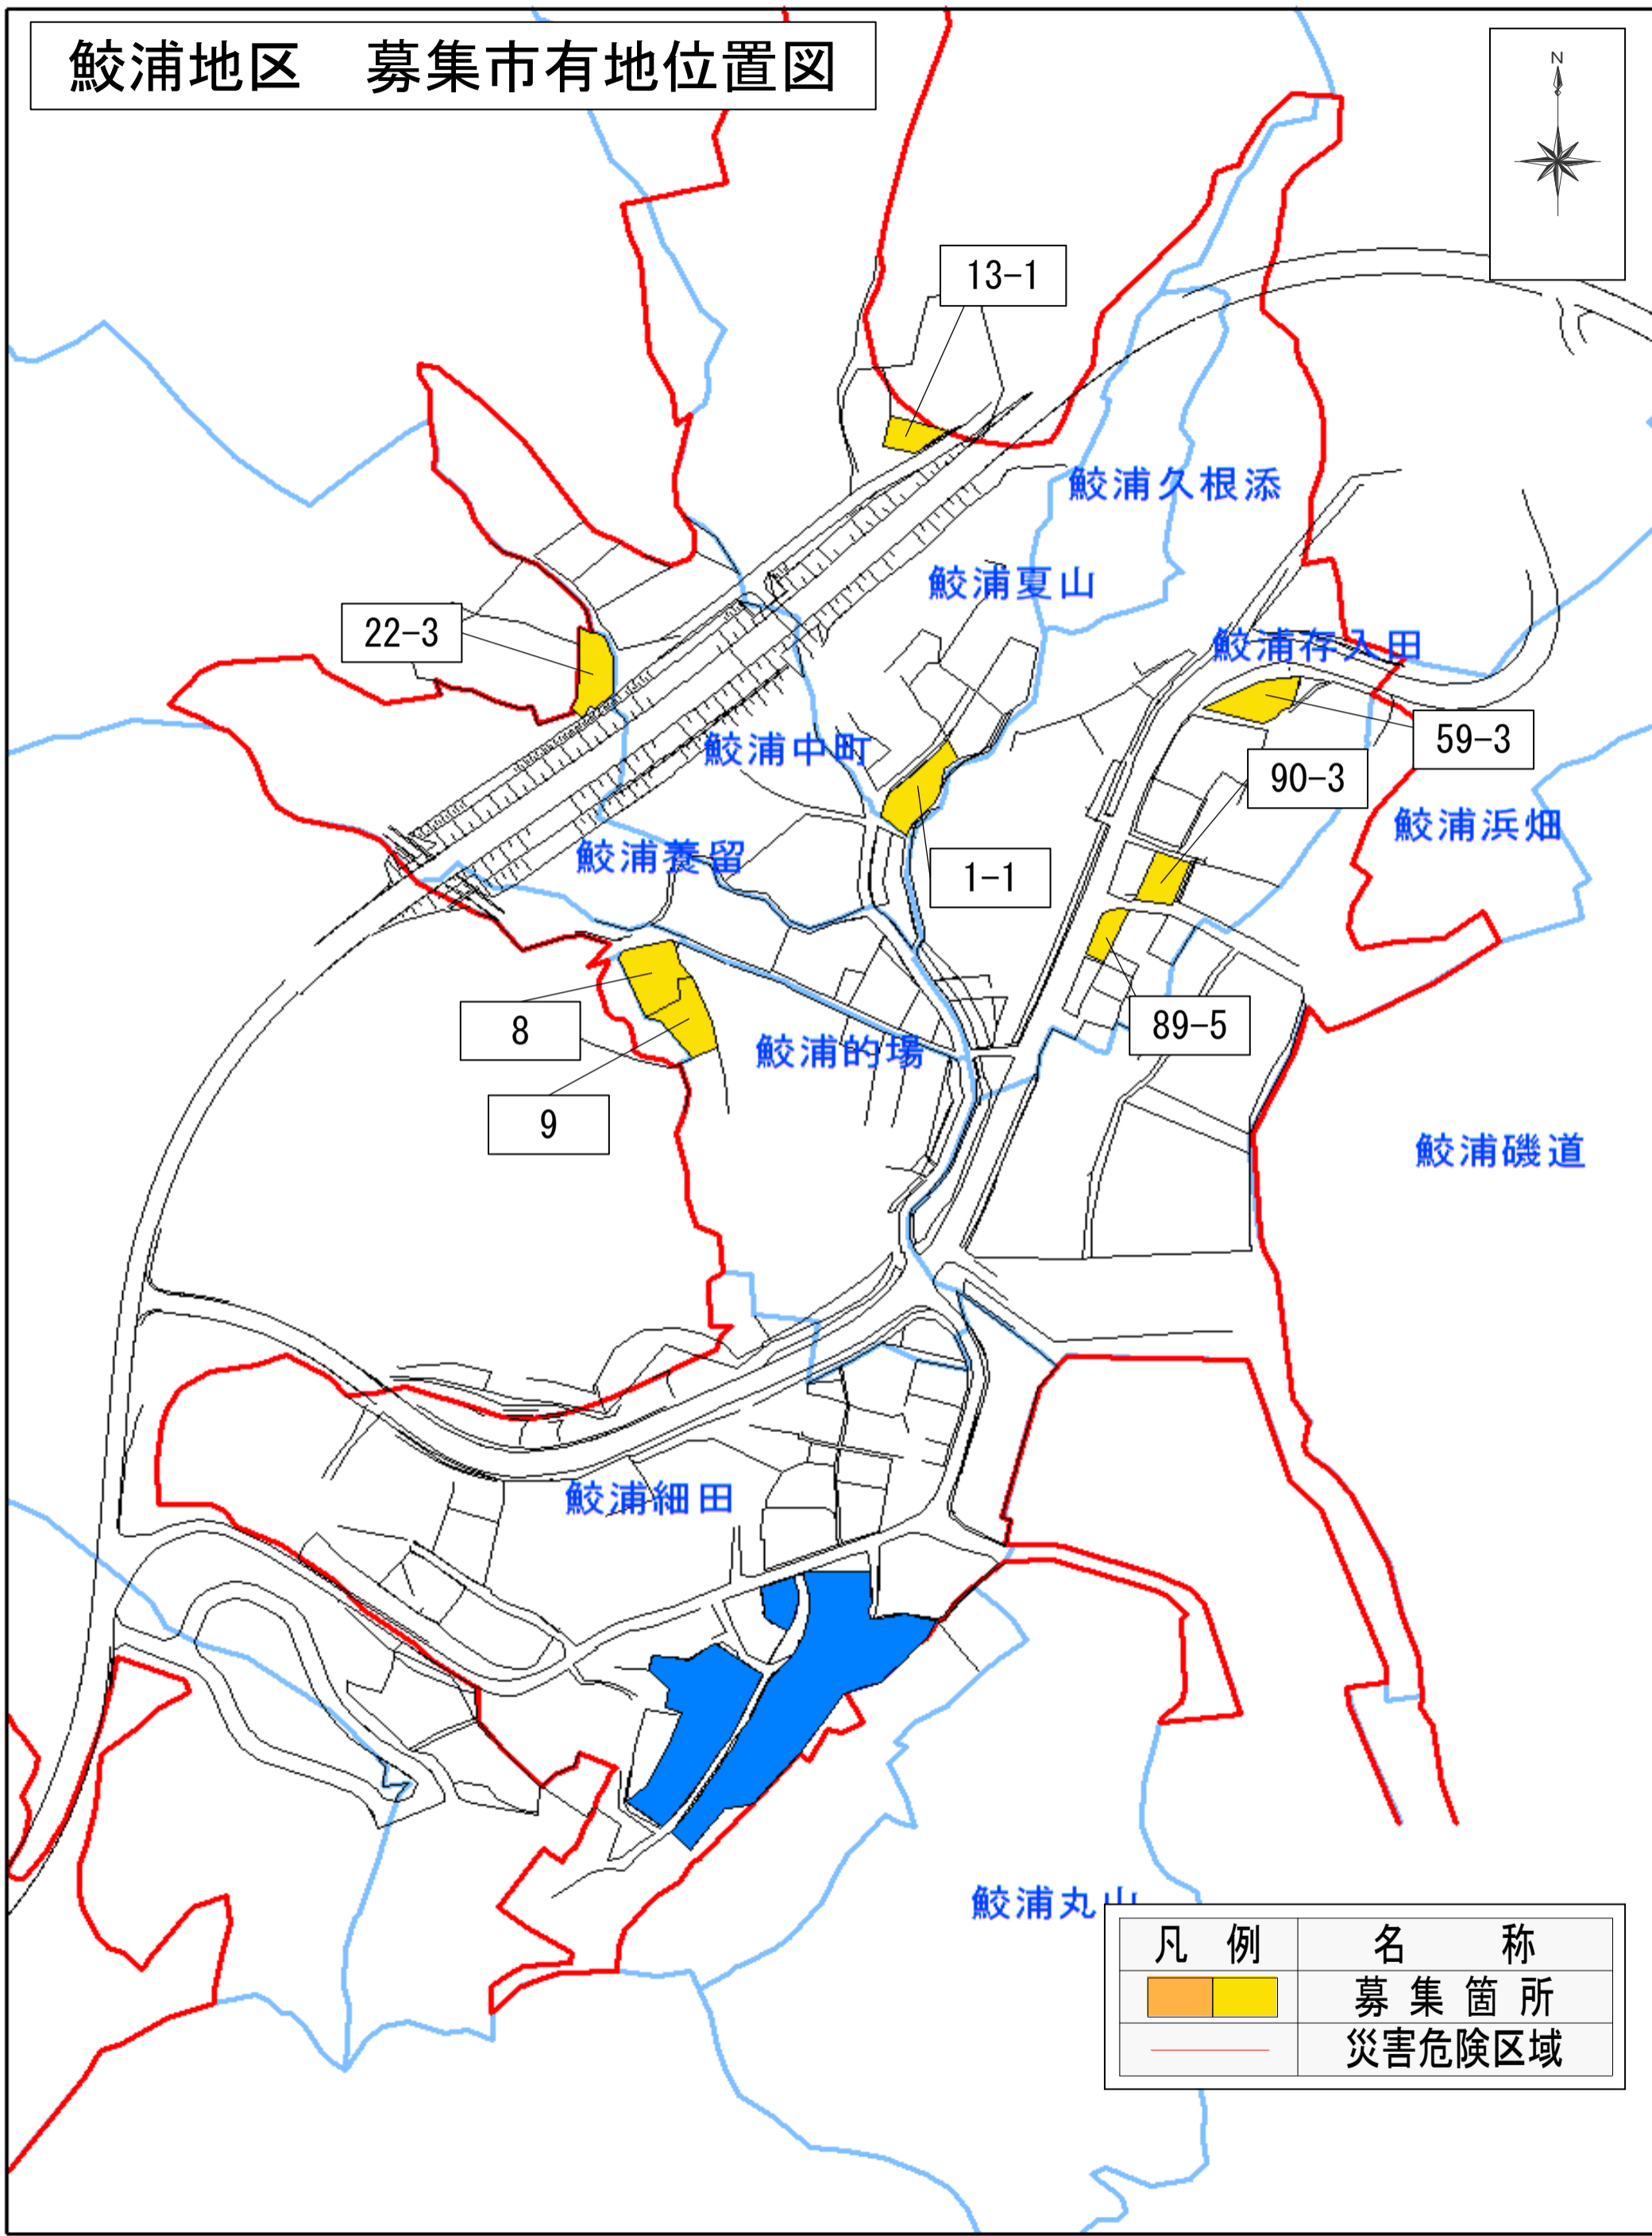 鮫浦地区　募集市有地位置図
N
13-1
鮫浦久根添
鮫浦夏山
22-3
鮫浦存入田
鮫浦中町
59-3
90-3
鮫浦浜畑
鮫浦養留
1-1
8
89-5
鮫浦的場
9
鮫浦磯道
鮫浦細田
鮫浦丸山
凡　例　名　称
募集箇所
災害危険区域